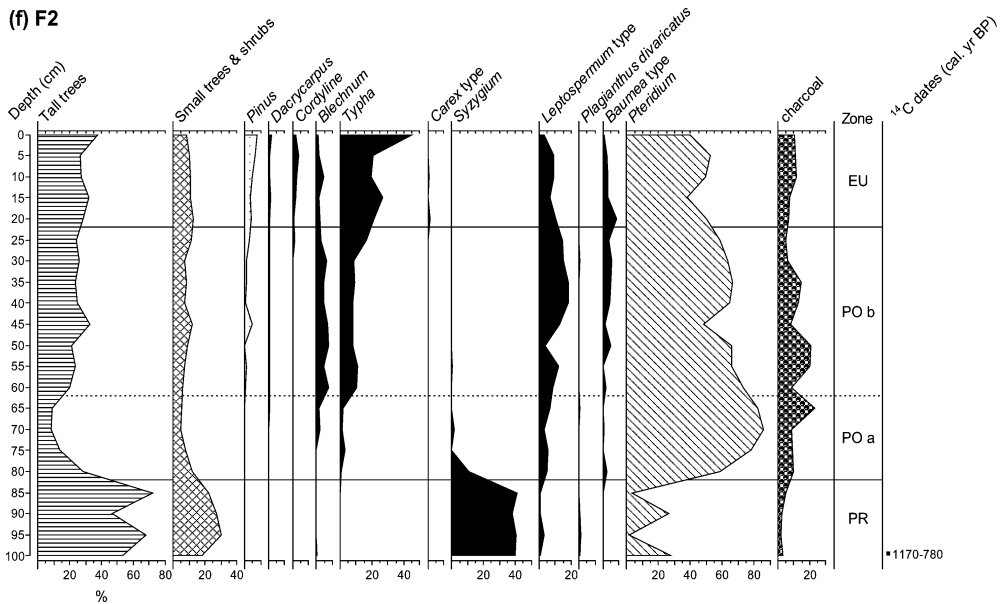 (f) F2
Depth (cm)
Tall trees
Small trees & shrubs
Pinus
Dacrycarpus
Cordyline
Blechnum
Typha
Carex type
Syzygium
Leptospermum type
Plagianthus divaricatus
Baumea type
Pteridium
charcoal
Zone
14C dates (cal. yr BP)
0
5
10
15
20
25
30
35
40
45
50
55
60
65
70
75
80
85
90
95
100
EU
PO b
PO a
PR
1170-780
20 40 60 80
20
20 40
20 40
20
20 40 60 80
20
%